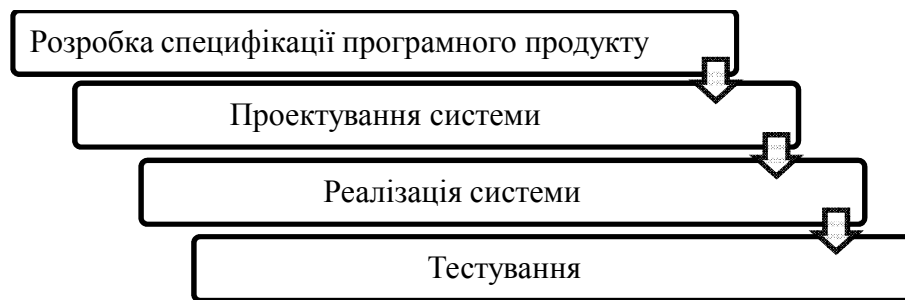 Розробка специфікації програмного продукту
Проектування системи
Реалізація системи
Тестування